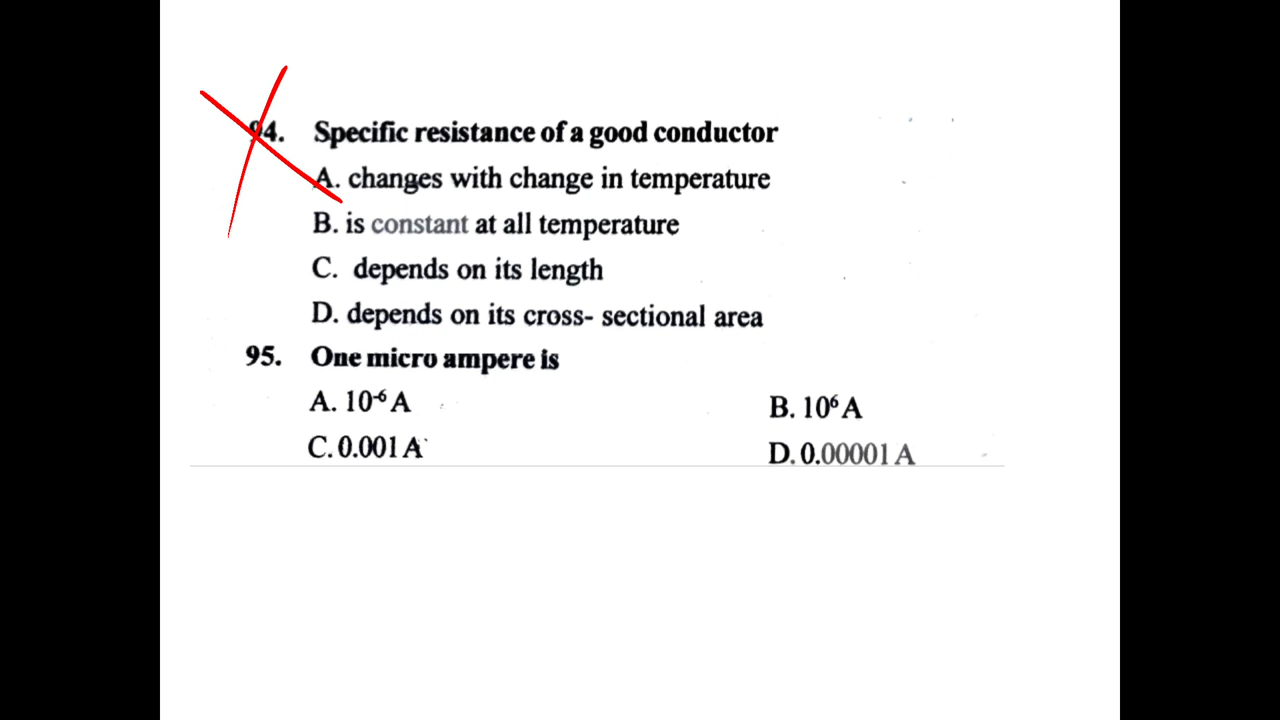 94. Specific resistance of a good conductor
A. changes with change in temperature
B. is constant at all temperature
C. depends on its length
D. depends on its cross- sectional area
95. One micro ampere is
A. 10⁻⁶ A B. 10⁶ A
C. 0.001 A D. 0.00001 A